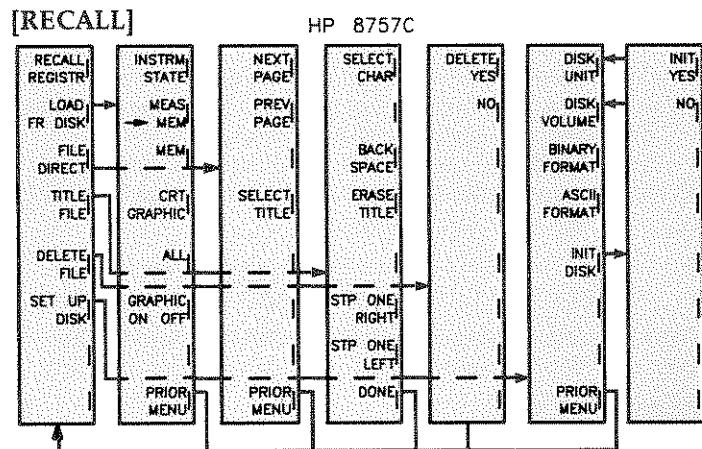 [RECALL]
HP 8757C
RECALL
REGISTR
LOAD
FR DISK
FILE
DIRECT
TITLE
FILE
DELETE
FILE
SET UP
DISK
INSTRM
STATE
MEAS
→ MEM
MEM
CRT
GRAPHIC
ALL
GRAPHIC
ON OFF
PRIOR
MENU
NEXT
PAGE
PREV
PAGE
SELECT
TITLE
PRIOR
MENU
SELECT
CHAR
BACK
SPACE
ERASE
TITLE
STP ONE
RIGHT
STP ONE
LEFT
DONE
DELETE
YES
NO
DISK
UNIT
DISK
VOLUME
BINARY
FORMAT
ASCII
FORMAT
INIT
DISK
PRIOR
MENU
INIT
YES
NO